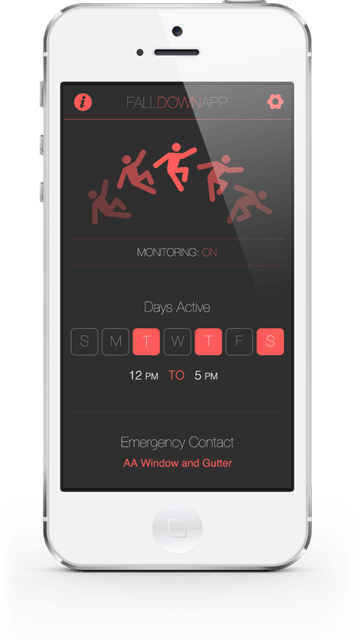 i FALLDOWNAPP
MONITORING: ON
Days Active
S M T W T F S
12 PM TO 5 PM
Emergency Contact
AA Window and Gutter